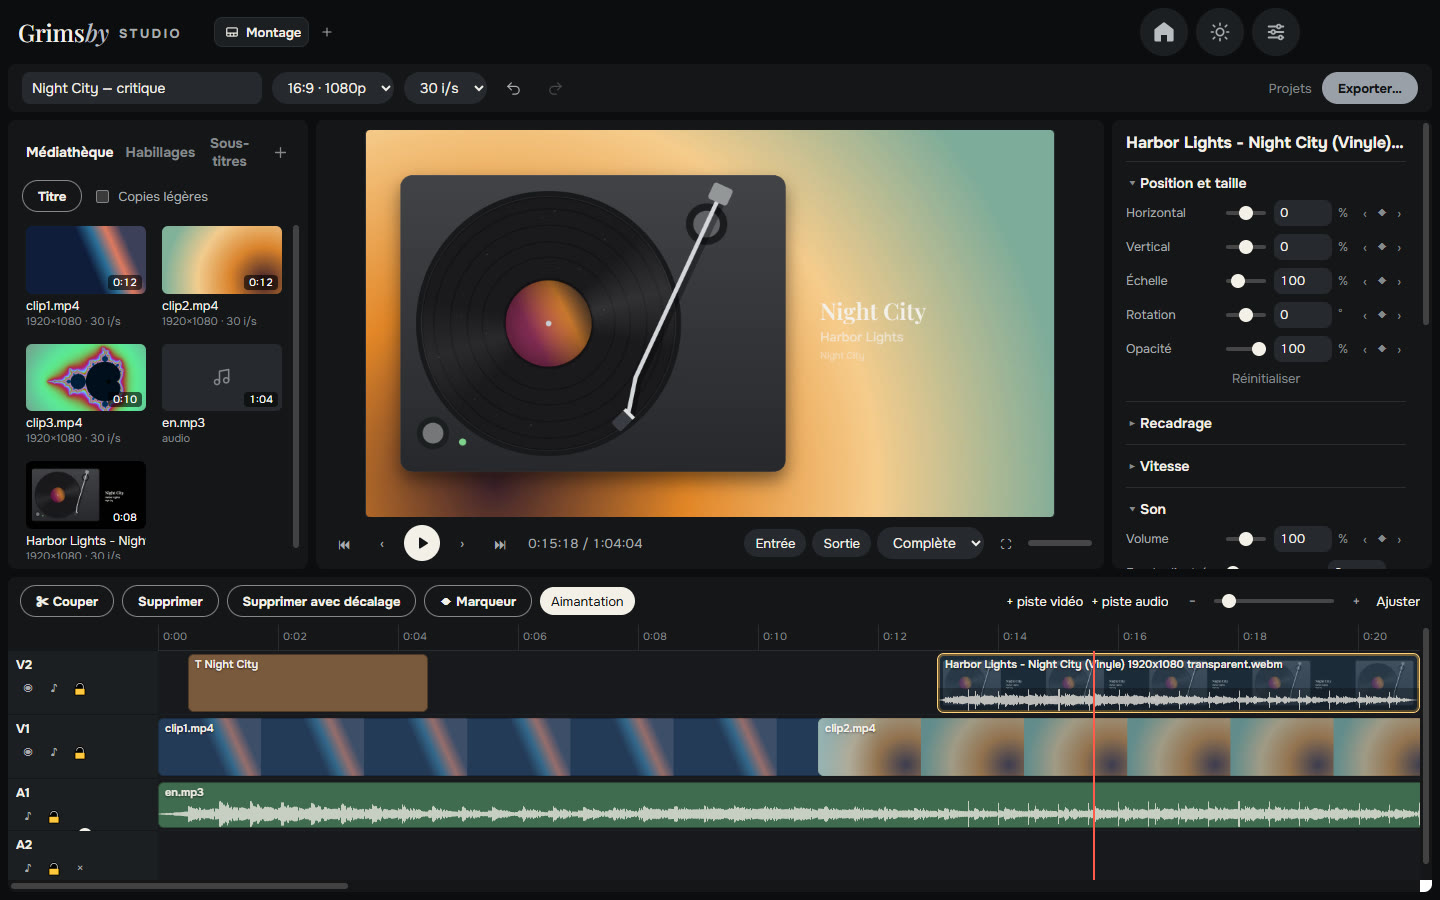 Grimsby STUDIO
Montage
+
Night City — critique
16:9 · 1080p
30 i/s
Projets
Exporter...
Médiathèque
Habillages
Sous-titres
+
Titre
Copies légères
0:12
clip1.mp4
1920×1080 · 30 i/s
0:12
clip2.mp4
1920×1080 · 30 i/s
0:10
clip3.mp4
1920×1080 · 30 i/s
1:04
en.mp3
audio
Night City
0:08
Harbor Lights - Nigh
1920×1080 · 30 i/s
Night City
Harbor Lights
Night City
0:15:18 / 1:04:04
Entrée
Sortie
Complète
Harbor Lights - Night City (Vinyle)...
Position et taille
Horizontal 0 %
Vertical 0 %
Échelle 100 %
Rotation 0 °
Opacité 100 %
Réinitialiser
Recadrage
Vitesse
Son
Volume 100 %
Couper
Supprimer
Supprimer avec décalage
Marqueur
Aimantation
+ piste vidéo
+ piste audio
−
+
Ajuster
0:00 0:02 0:04 0:06 0:08 0:10 0:12 0:14 0:16 0:18 0:20
V2
T Night City
Harbor Lights - Night City (Vinyle) 1920x1080 transparent.webm
V1
clip1.mp4
clip2.mp4
A1
en.mp3
A2
×